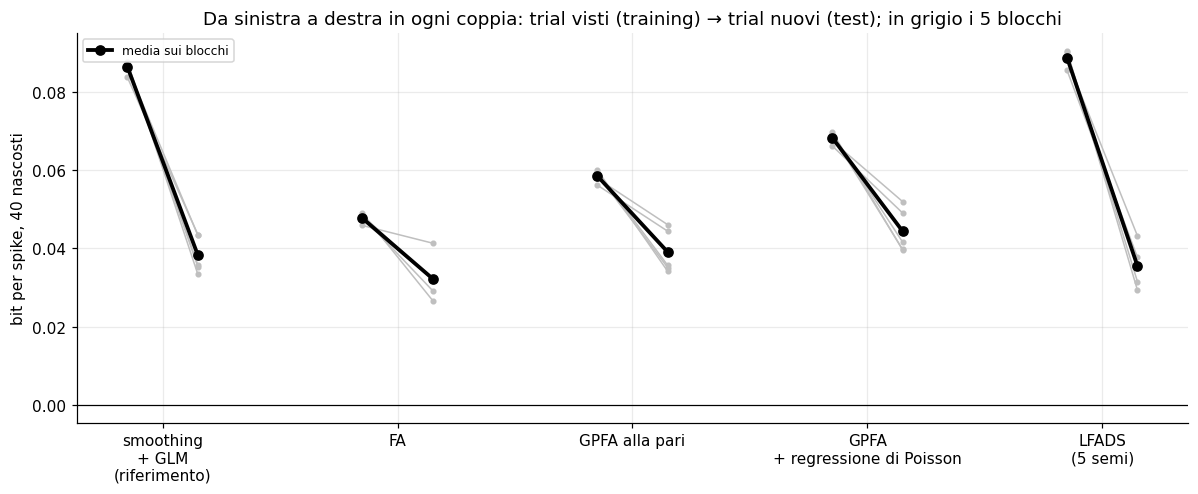 Da sinistra a destra in ogni coppia: trial visti (training) → trial nuovi (test); in grigio i 5 blocchi
media sui blocchi
bit per spike, 40 nascosti
0.08
0.06
0.04
0.02
0.00
smoothing
+ GLM
(riferimento)
FA
GPFA alla pari
GPFA
+ regressione di Poisson
LFADS
(5 semi)